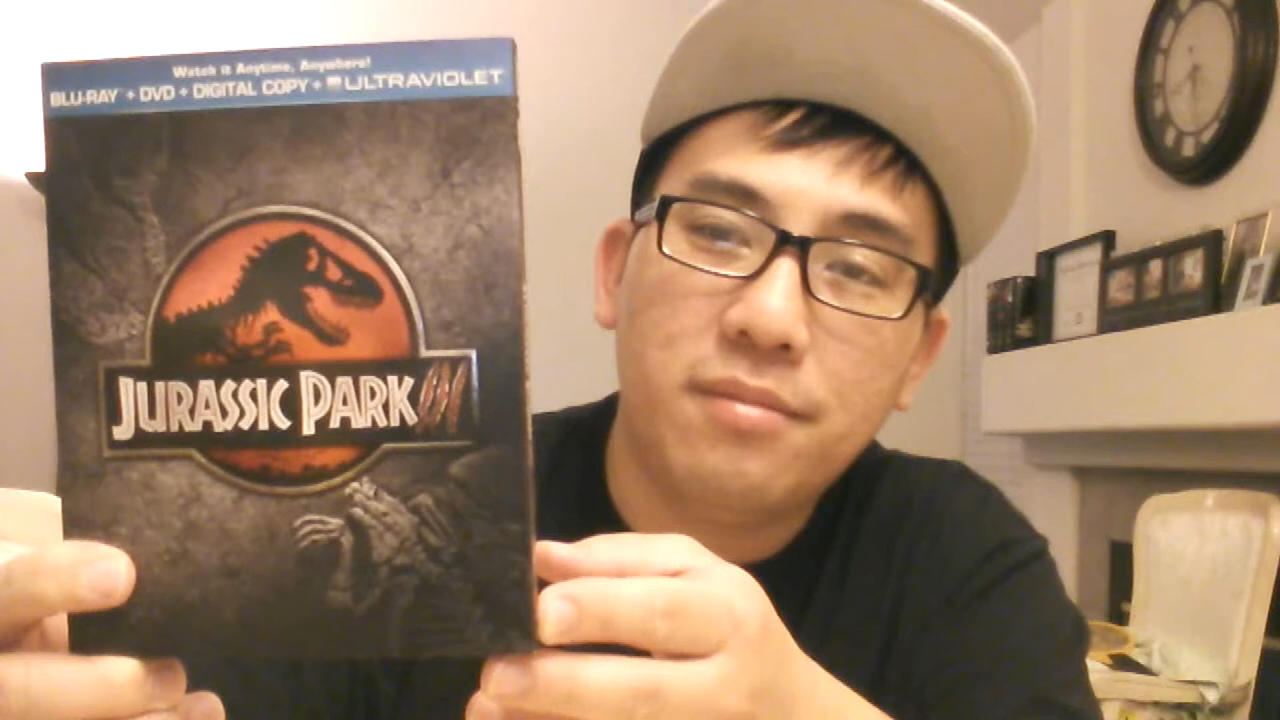 Watch it Anytime, Anywhere!
BLU-RAY + DVD + DIGITAL COPY + ULTRAVIOLET
JURASSIC PARK III